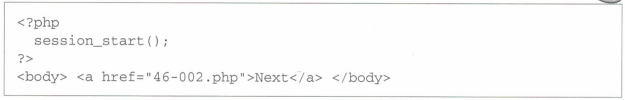 <?php
  session_start();
?>
<body> <a href="46-002.php">Next</a> </body>